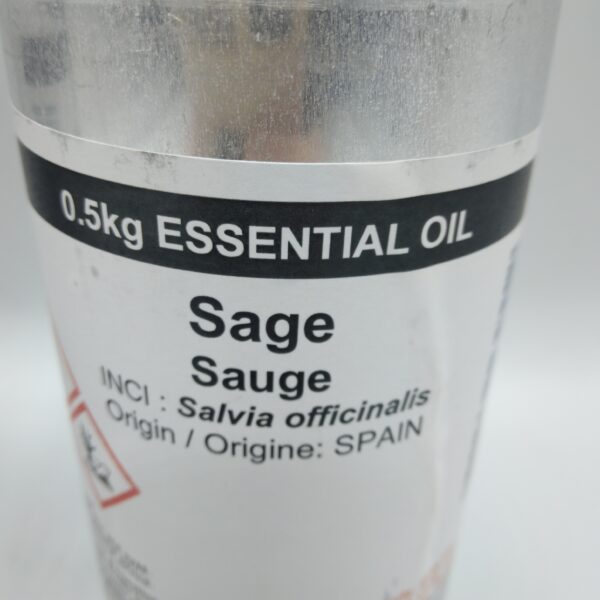 0.5kg ESSENTIAL OIL
Sage
Sauge
INCI : Salvia officinalis
Origin / Origine: SPAIN